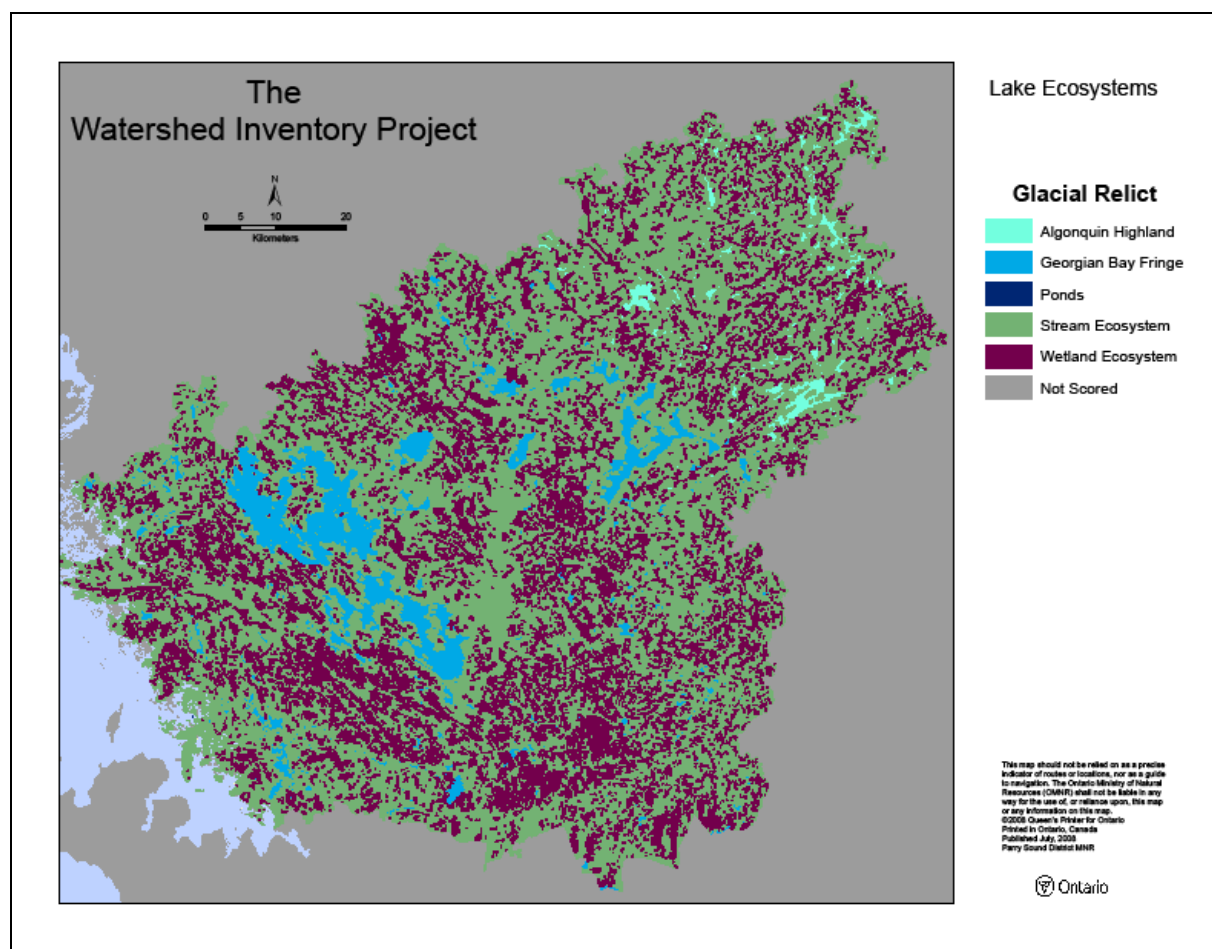 The
Watershed Inventory Project
N
0 5 10 20
Kilometers
Lake Ecosystems
Glacial Relict
Algonquin Highland
Georgian Bay Fringe
Ponds
Stream Ecosystem
Wetland Ecosystem
Not Scored
This map should not be relied on as a precise
indicator of routes or locations, nor as a guide
to navigation. The Ontario Ministry of Natural
Resources (OMNR) shall not be liable in any
way for the use of, or reliance upon, this map
or any information on this map.
©2008 Queen's Printer for Ontario
Printed in Ontario, Canada
Published July, 2008
Parry Sound District MNR
Ontario